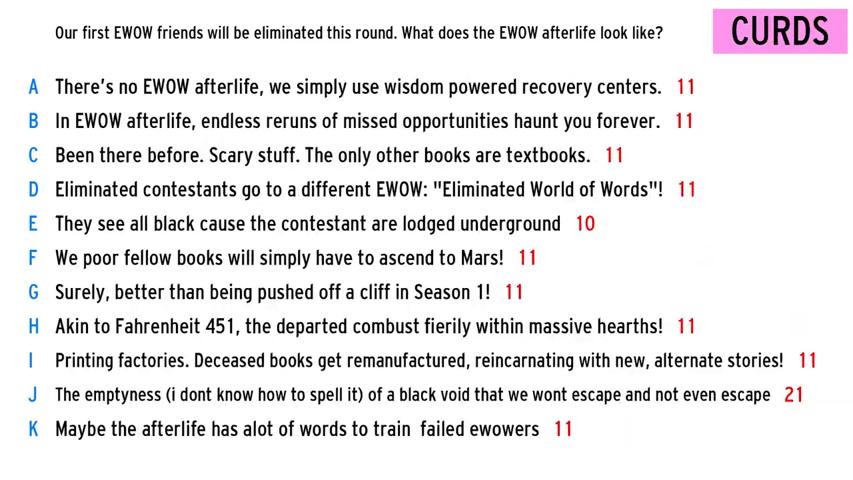 Our first EWOW friends will be eliminated this round. What does the EWOW afterlife look like?
CURDS
A There's no EWOW afterlife, we simply use wisdom powered recovery centers. 11
B In EWOW afterlife, endless reruns of missed opportunities haunt you forever. 11
C Been there before. Scary stuff. The only other books are textbooks. 11
D Eliminated contestants go to a different EWOW: "Eliminated World of Words"! 11
E They see all black cause the contestant are lodged underground 10
F We poor fellow books will simply have to ascend to Mars! 11
G Surely, better than being pushed off a cliff in Season 1! 11
H Akin to Fahrenheit 451, the departed combust fierily within massive hearths! 11
I Printing factories. Deceased books get remanufactured, reincarnating with new, alternate stories! 11
J The emptyness (i dont know how to spell it) of a black void that we wont escape and not even escape 21
K Maybe the afterlife has alot of words to train failed ewowers 11